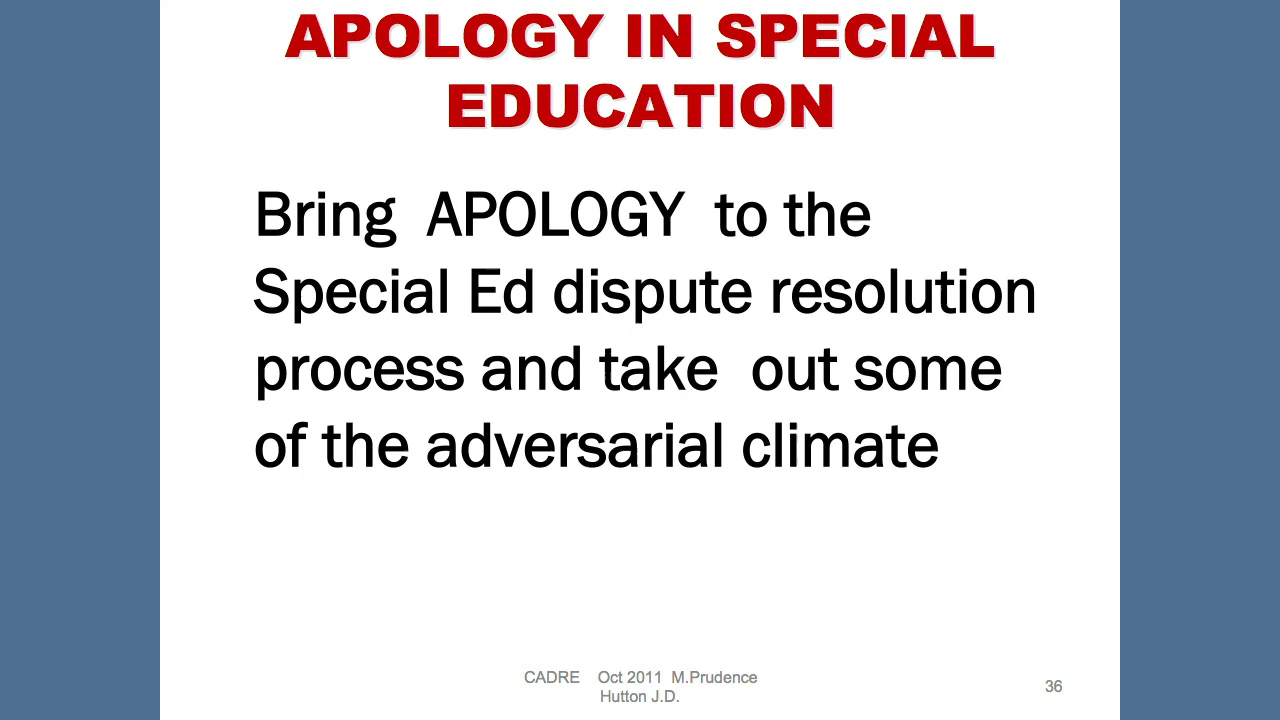 APOLOGY IN SPECIAL
EDUCATION
Bring APOLOGY to the
Special Ed dispute resolution
process and take out some
of the adversarial climate
CADRE Oct 2011 M.Prudence
Hutton J.D.
36